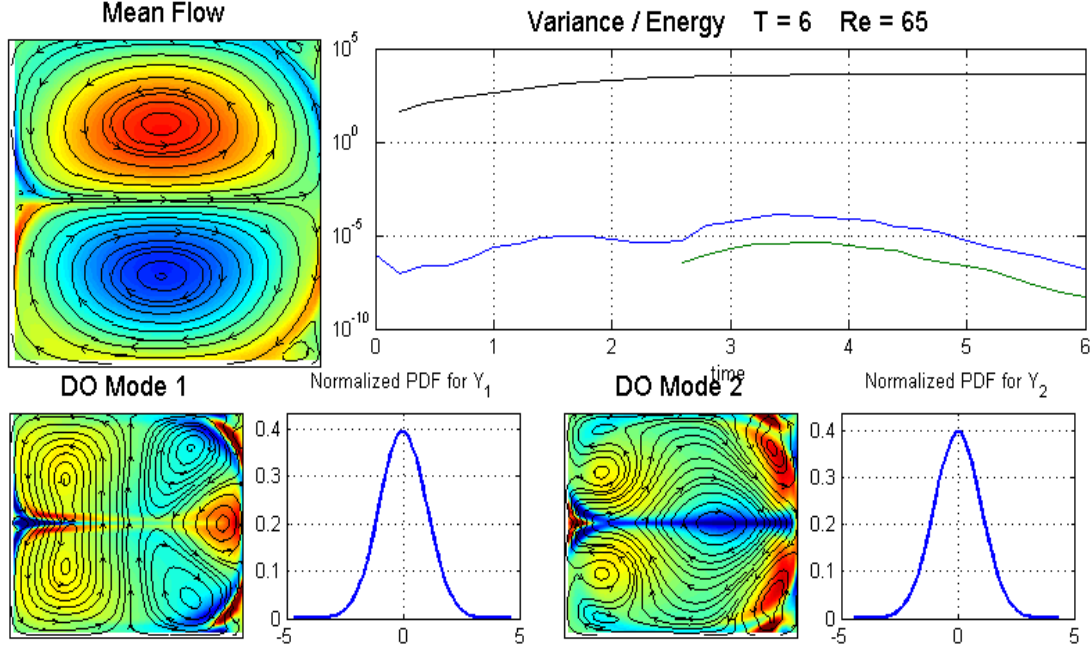 Mean Flow
Variance / Energy T = 6 Re = 65
10^5
10^0
10^-5
10^-10
0 1 2 3 4 5 6
time
DO Mode 1
Normalized PDF for Y_1
DO Mode 2
Normalized PDF for Y_2
0.4
0.3
0.2
0.1
0
-5 0 5
0.4
0.3
0.2
0.1
0
-5 0 5